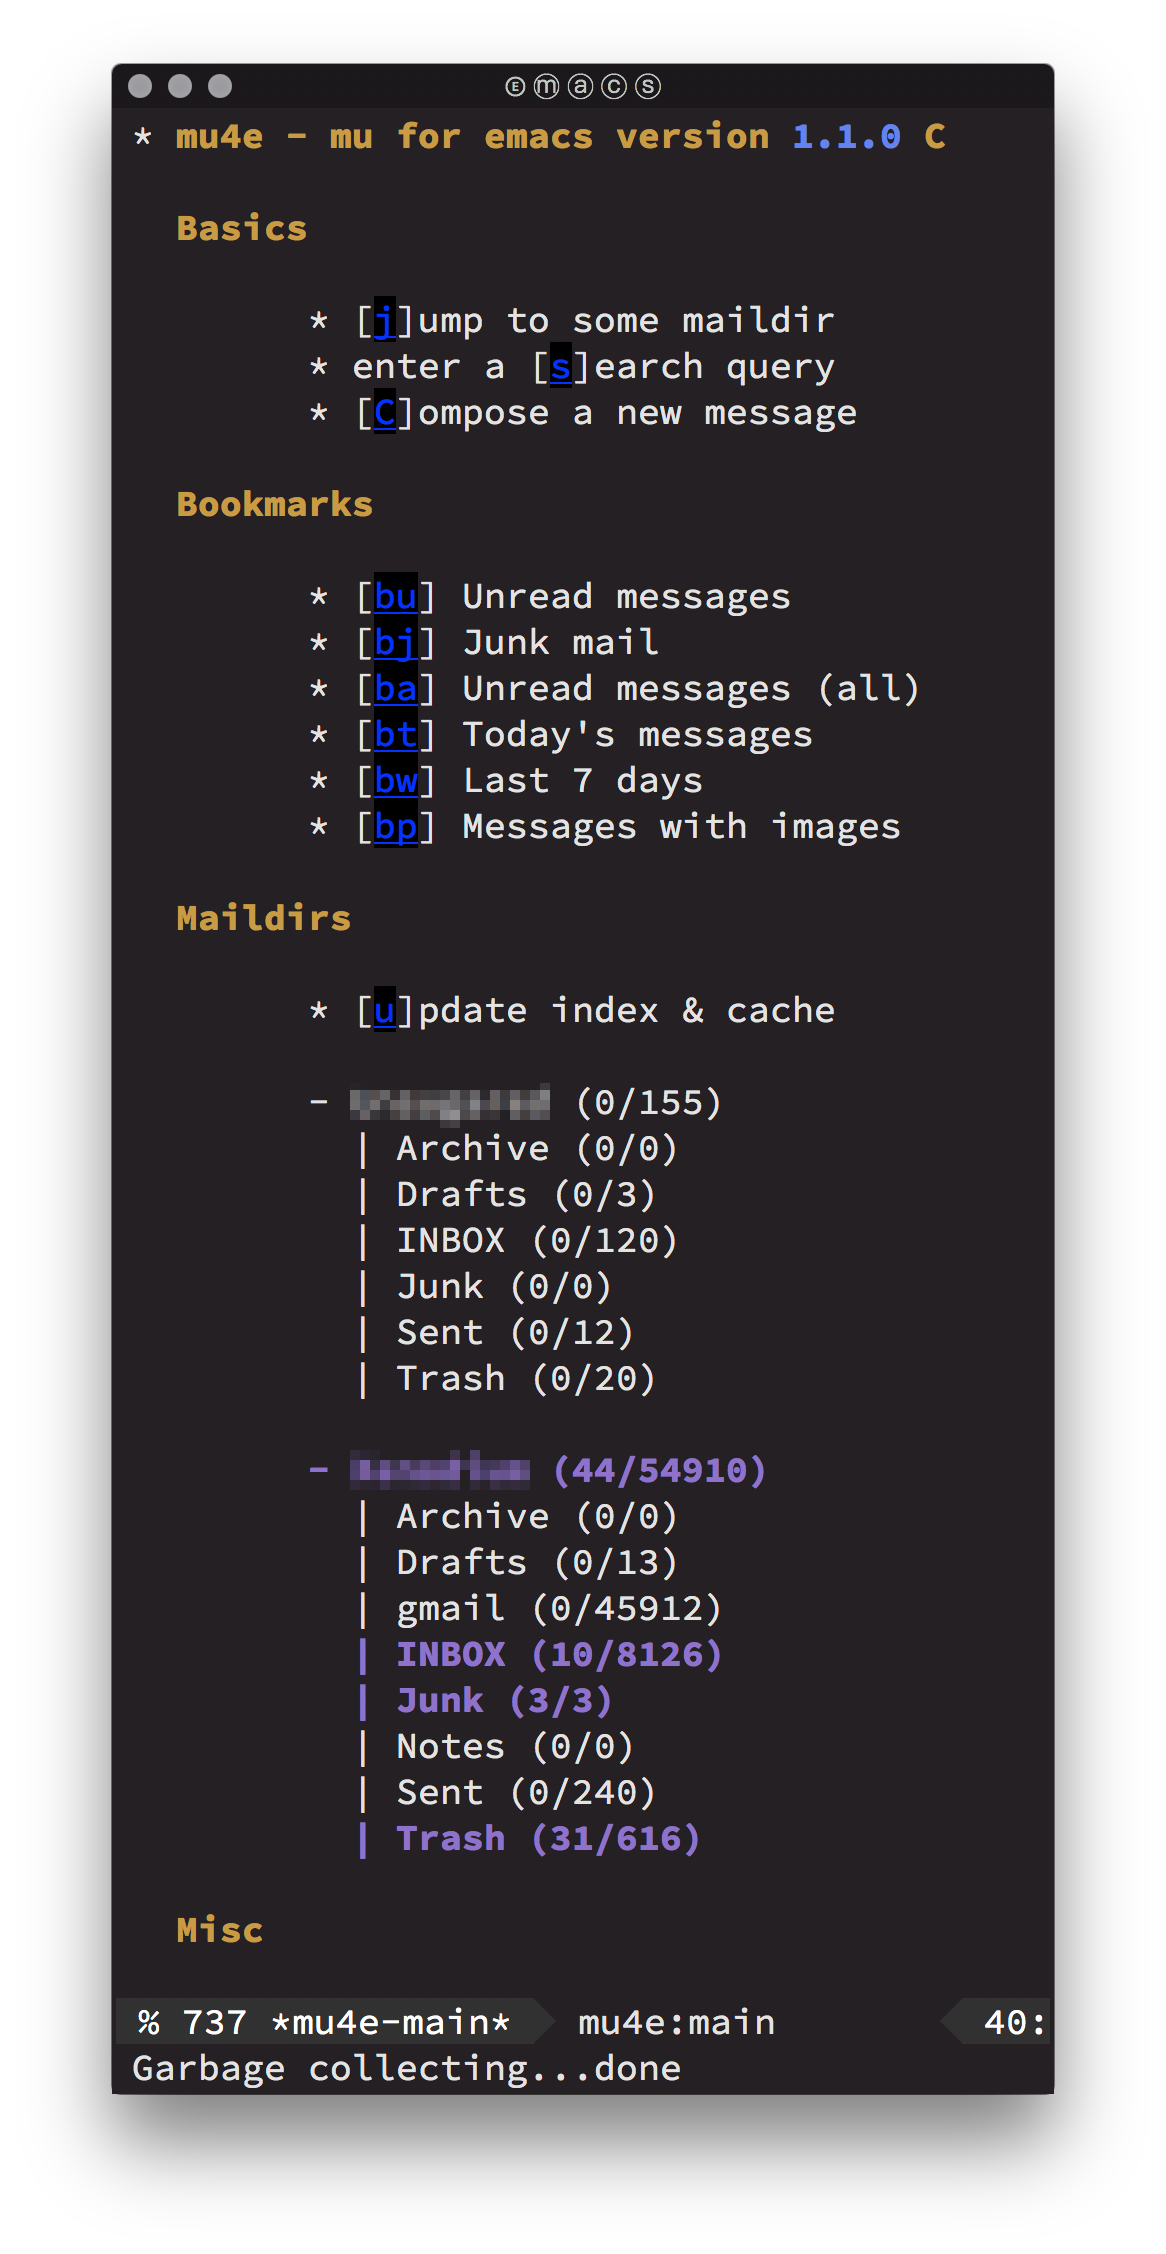 ⓔⓜⓐⓒⓢ
* mu4e - mu for emacs version 1.1.0 C
Basics
* [j]ump to some maildir
* enter a [s]earch query
* [C]ompose a new message
Bookmarks
* [bu] Unread messages
* [bj] Junk mail
* [ba] Unread messages (all)
* [bt] Today's messages
* [bw] Last 7 days
* [bp] Messages with images
Maildirs
* [u]pdate index & cache
- (0/155)
| Archive (0/0)
| Drafts (0/3)
| INBOX (0/120)
| Junk (0/0)
| Sent (0/12)
| Trash (0/20)
- (44/54910)
| Archive (0/0)
| Drafts (0/13)
| gmail (0/45912)
| INBOX (10/8126)
| Junk (3/3)
| Notes (0/0)
| Sent (0/240)
| Trash (31/616)
Misc
% 737 *mu4e-main* mu4e:main 40:
Garbage collecting...done